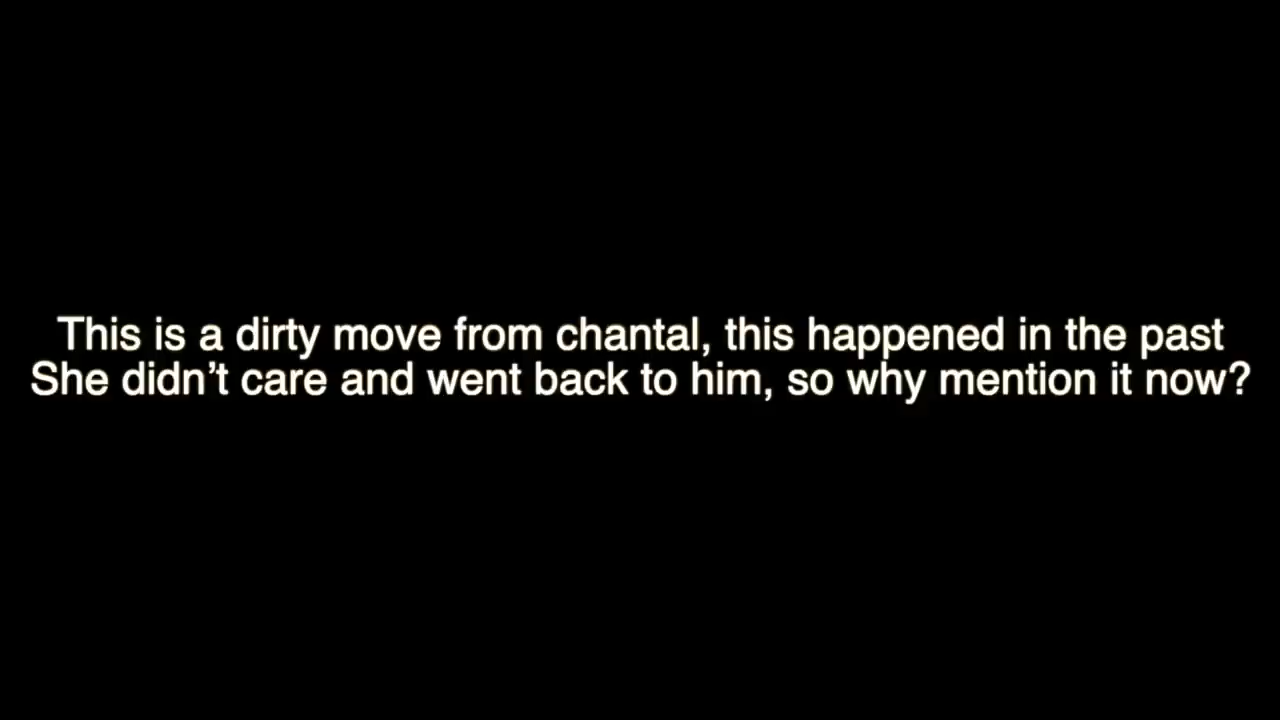 This is a dirty move from chantal, this happened in the past
She didn’t care and went back to him, so why mention it now?